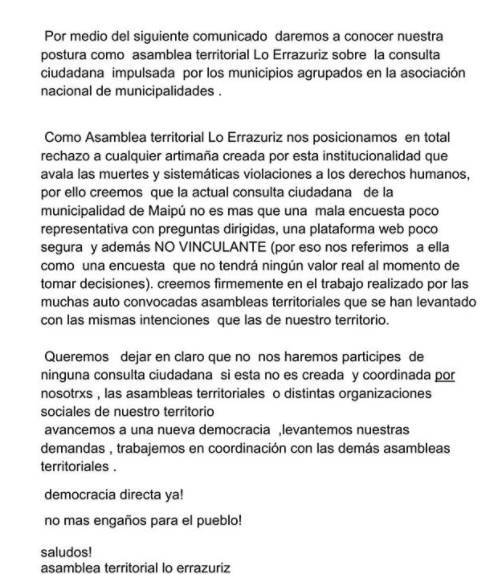 Por medio del siguiente comunicado daremos a conocer nuestra
postura como asamblea territorial Lo Errazuriz sobre la consulta
ciudadana impulsada por los municipios agrupados en la asociación
nacional de municipalidades .
Como Asamblea territorial Lo Errazuriz nos posicionamos en total
rechazo a cualquier artimaña creada por esta institucionalidad que
avala las muertes y sistemáticas violaciones a los derechos humanos,
por ello creemos que la actual consulta ciudadana de la
municipalidad de Maipú no es mas que una mala encuesta poco
representativa con preguntas dirigidas, una plataforma web poco
segura y además NO VINCULANTE (por eso nos referimos a ella
como una encuesta que no tendrá ningún valor real al momento de
tomar decisiones). creemos firmemente en el trabajo realizado por las
muchas auto convocadas asambleas territoriales que se han levantado
con las mismas intenciones que las de nuestro territorio.
Queremos dejar en claro que no nos haremos participes de
ninguna consulta ciudadana si esta no es creada y coordinada por
nosotrxs , las asambleas territoriales o distintas organizaciones
sociales de nuestro territorio
avancemos a una nueva democracia ,levantemos nuestras
demandas , trabajemos en coordinación con las demás asambleas
territoriales .
democracia directa ya!
no mas engaños para el pueblo!
saludos!
asamblea territorial lo errazuriz